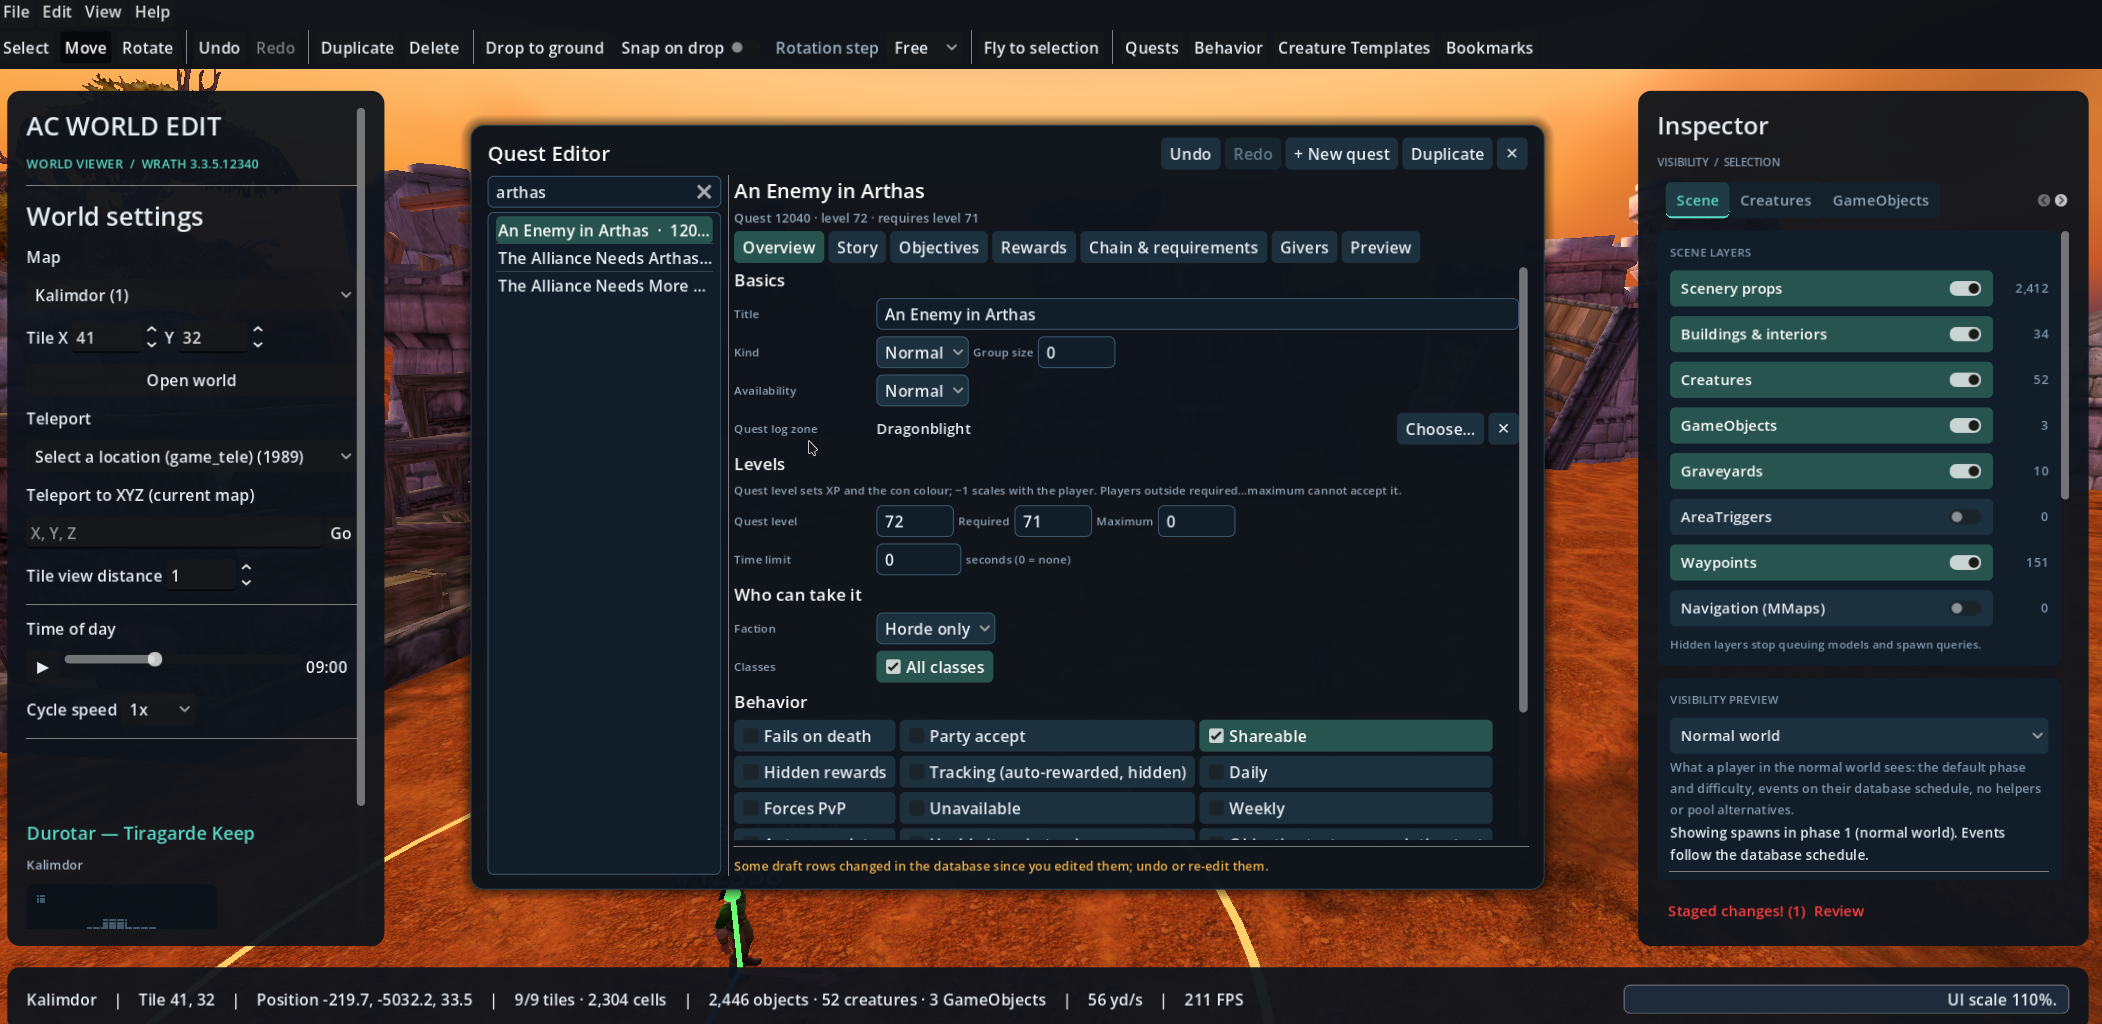 File Edit View Help
Select Move Rotate Undo Redo Duplicate Delete Drop to ground Snap on drop Rotation step Free Fly to selection Quests Behavior Creature Templates Bookmarks
AC WORLD EDIT
WORLD VIEWER / WRATH 3.3.5.12340
World settings
Map
Kalimdor (1)
Tile X 41 Y 32
Open world
Teleport
Select a location (game_tele) (1989)
Teleport to XYZ (current map)
X, Y, Z Go
Tile view distance 1
Time of day
09:00
Cycle speed 1x
Durotar — Tiragarde Keep
Kalimdor
Quest Editor
Undo Redo + New quest Duplicate
arthas
An Enemy in Arthas · 120...
The Alliance Needs Arthas...
The Alliance Needs More ...
An Enemy in Arthas
Quest 12040 · level 72 · requires level 71
Overview Story Objectives Rewards Chain & requirements Givers Preview
Basics
Title An Enemy in Arthas
Kind Normal Group size 0
Availability Normal
Quest log zone Dragonblight Choose...
Levels
Quest level sets XP and the con colour; −1 scales with the player. Players outside required...maximum cannot accept it.
Quest level 72 Required 71 Maximum 0
Time limit 0 seconds (0 = none)
Who can take it
Faction Horde only
Classes All classes
Behavior
Fails on death Party accept Shareable
Hidden rewards Tracking (auto-rewarded, hidden) Daily
Forces PvP Unavailable Weekly
Some draft rows changed in the database since you edited them; undo or re-edit them.
Inspector
VISIBILITY / SELECTION
Scene Creatures GameObjects
SCENE LAYERS
Scenery props 2,412
Buildings & interiors 34
Creatures 52
GameObjects 3
Graveyards 10
AreaTriggers 0
Waypoints 151
Navigation (MMaps) 0
Hidden layers stop queuing models and spawn queries.
VISIBILITY PREVIEW
Normal world
What a player in the normal world sees: the default phase
and difficulty, events on their database schedule, no helpers
or pool alternatives.
Showing spawns in phase 1 (normal world). Events
follow the database schedule.
Staged changes! (1) Review
Kalimdor | Tile 41, 32 | Position -219.7, -5032.2, 33.5 | 9/9 tiles · 2,304 cells | 2,446 objects · 52 creatures · 3 GameObjects | 56 yd/s | 211 FPS
UI scale 110%.